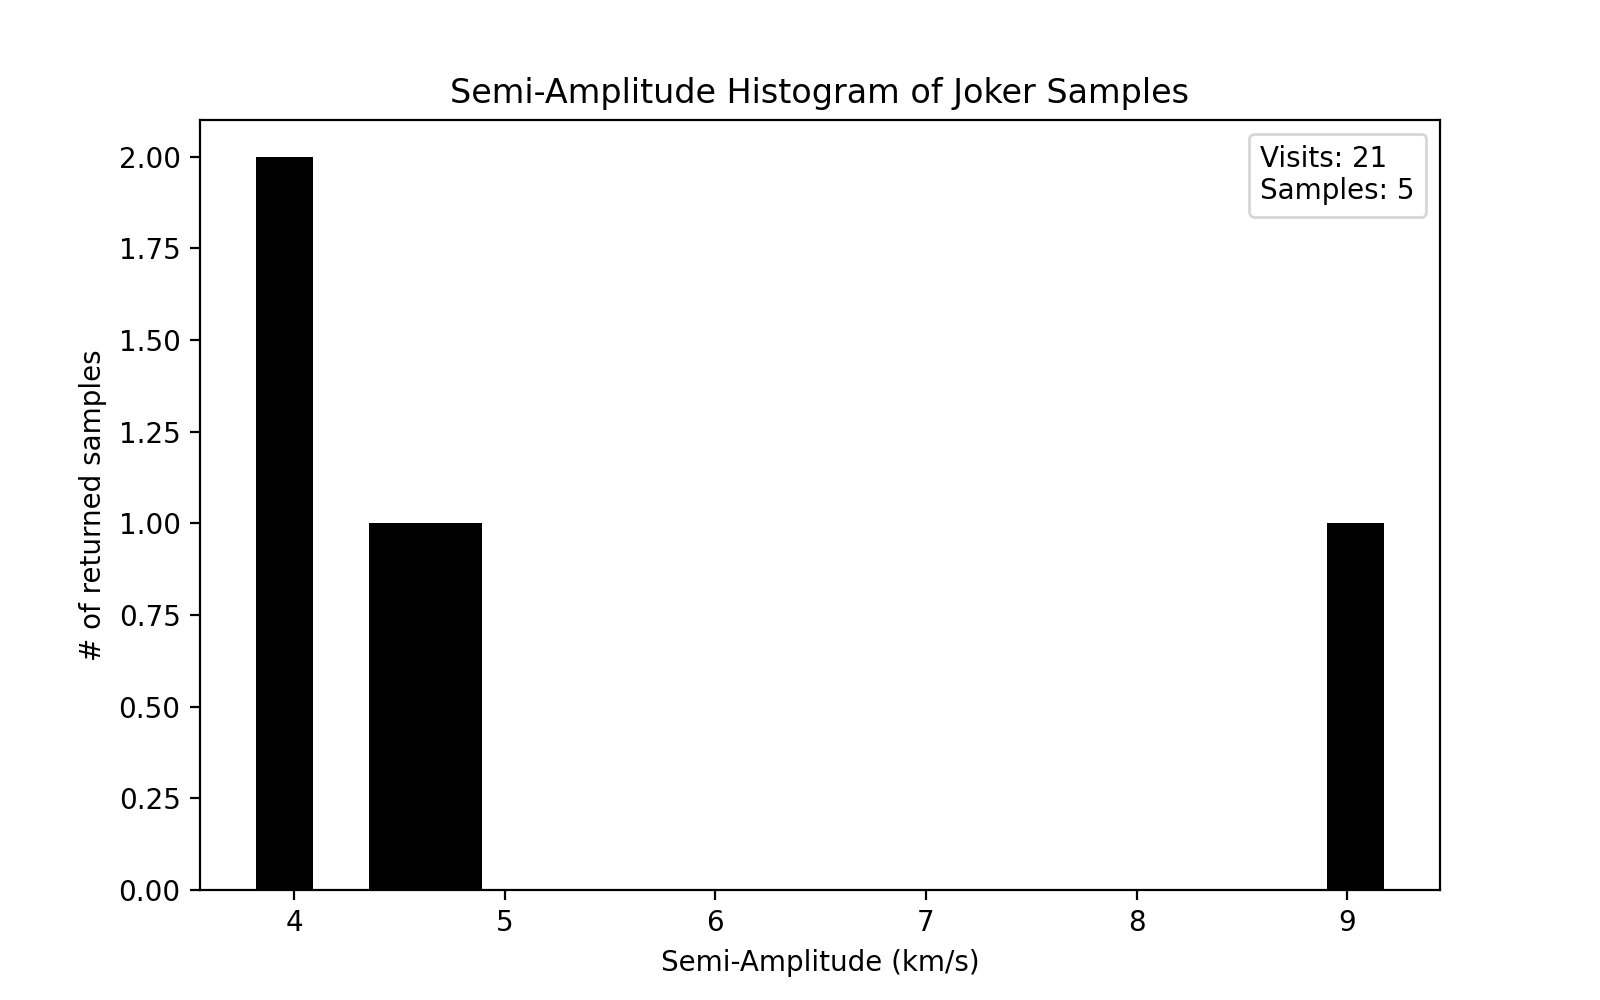 Semi-Amplitude Histogram of Joker Samples
Visits: 21
Samples: 5
# of returned samples
2.00
1.75
1.50
1.25
1.00
0.75
0.50
0.25
0.00
4 5 6 7 8 9
Semi-Amplitude (km/s)